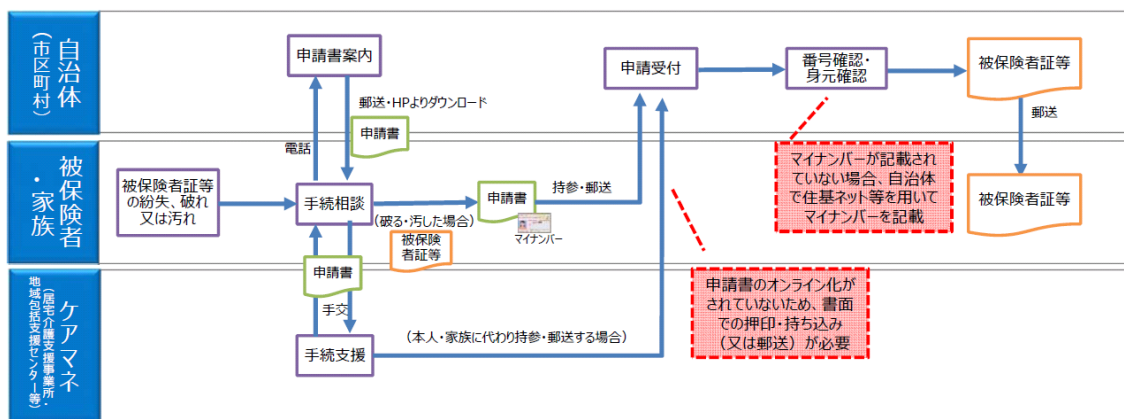 自治体
（市区町村）
申請書案内
郵送・HPよりダウンロード
申請書
電話
申請受付
番号確認・
身元確認
被保険者証等
郵送
被保険者
・家族
被保険者証等
の紛失、破れ
又は汚れ
手続相談
（破る・汚した場合）
被保険
者証等
申請書
マイナンバー
持参・郵送
マイナンバーが記載され
ていない場合、自治体
で住基ネット等を用いて
マイナンバーを記載
被保険者証等
ケアマネ
（居宅介護支援事業所・
地域包括支援センター等）
申請書
手交
手続支援
（本人・家族に代わり持参・郵送する場合）
申請書のオンライン化が
されていないため、書面
での押印・持ち込み
（又は郵送）が必要